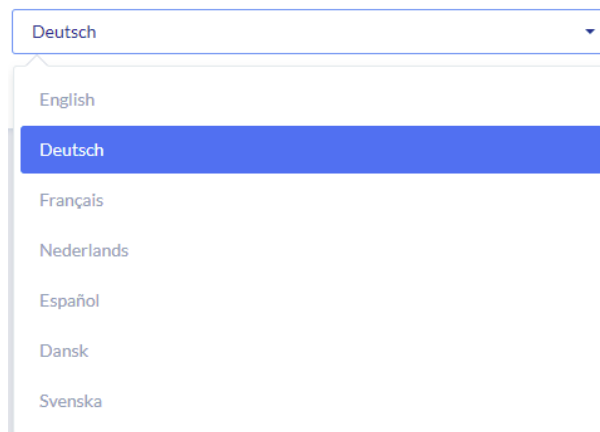 Deutsch
English
Deutsch
Français
Nederlands
Español
Dansk
Svenska